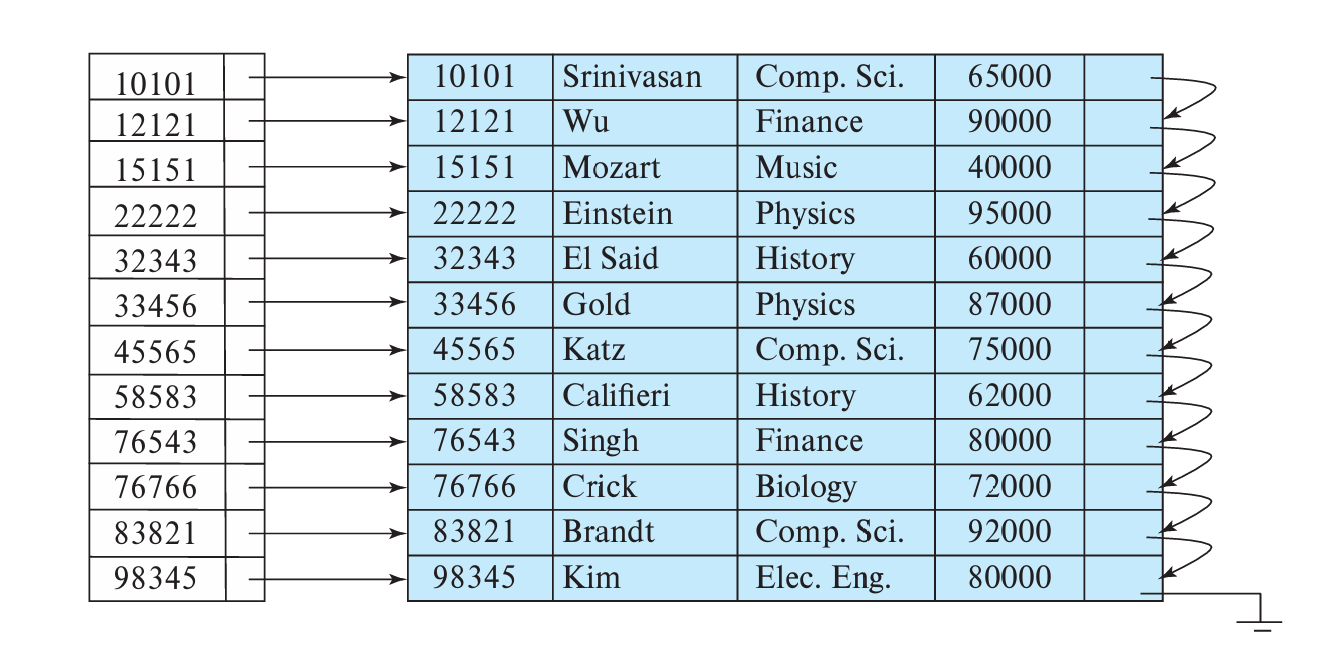 10101 10101 Srinivasan Comp. Sci. 65000
12121 12121 Wu Finance 90000
15151 15151 Mozart Music 40000
22222 22222 Einstein Physics 95000
32343 32343 El Said History 60000
33456 33456 Gold Physics 87000
45565 45565 Katz Comp. Sci. 75000
58583 58583 Califieri History 62000
76543 76543 Singh Finance 80000
76766 76766 Crick Biology 72000
83821 83821 Brandt Comp. Sci. 92000
98345 98345 Kim Elec. Eng. 80000